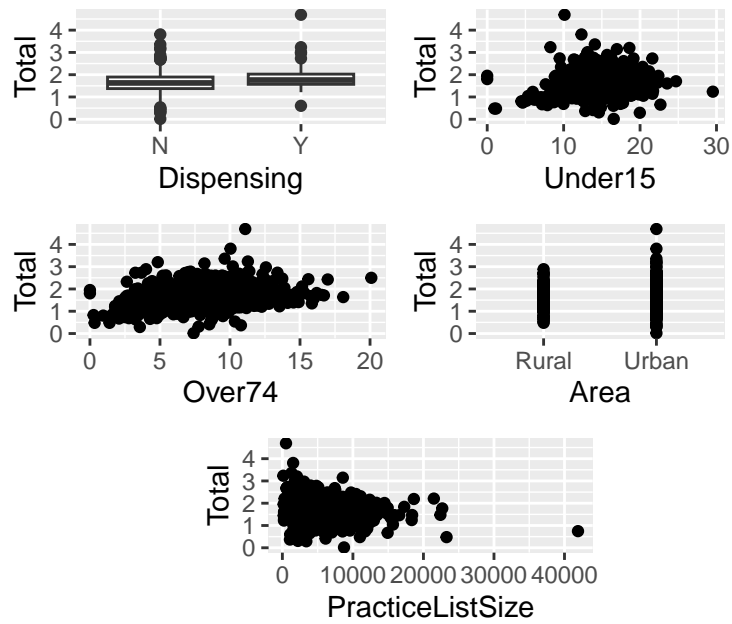 Total
4
3
2
1
0
N Y
Dispensing
Total
4
3
2
1
0
0 10 20 30
Under15
Total
4
3
2
1
0
0 5 10 15 20
Over74
Total
4
3
2
1
0
Rural Urban
Area
Total
4
3
2
1
0
0 10000 20000 30000 40000
PracticeListSize